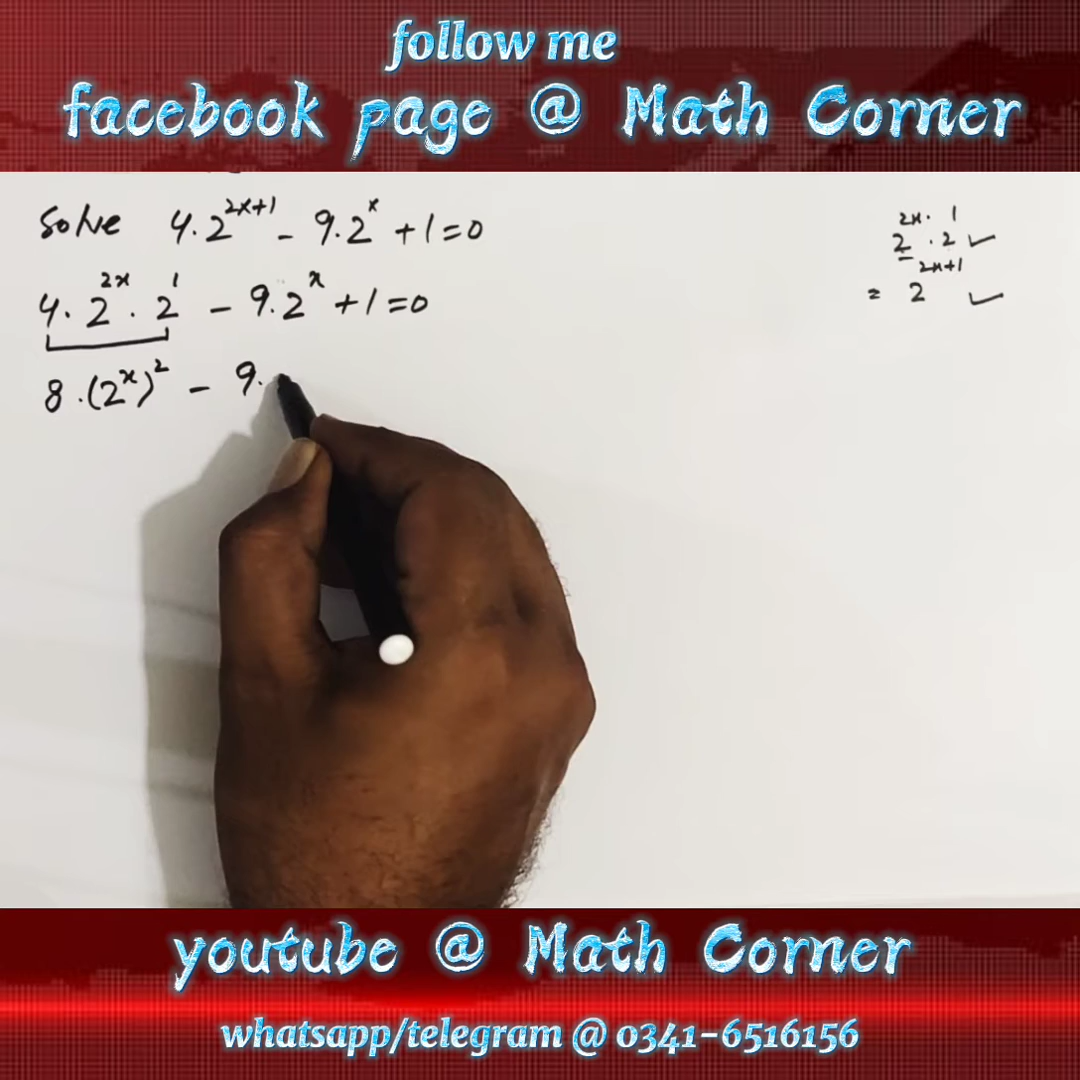 follow me
facebook page @ Math Corner
Solve 4.2^{2x+1} - 9.2^x + 1 = 0
4. 2^{2x} . 2^1 - 9.2^x + 1 = 0
8 .(2^x)^2 - 9.
2^{2x} . 2^1 ✓
= 2^{2x+1} ✓
youtube @ Math Corner
whatsapp/telegram @ 0341-6516156